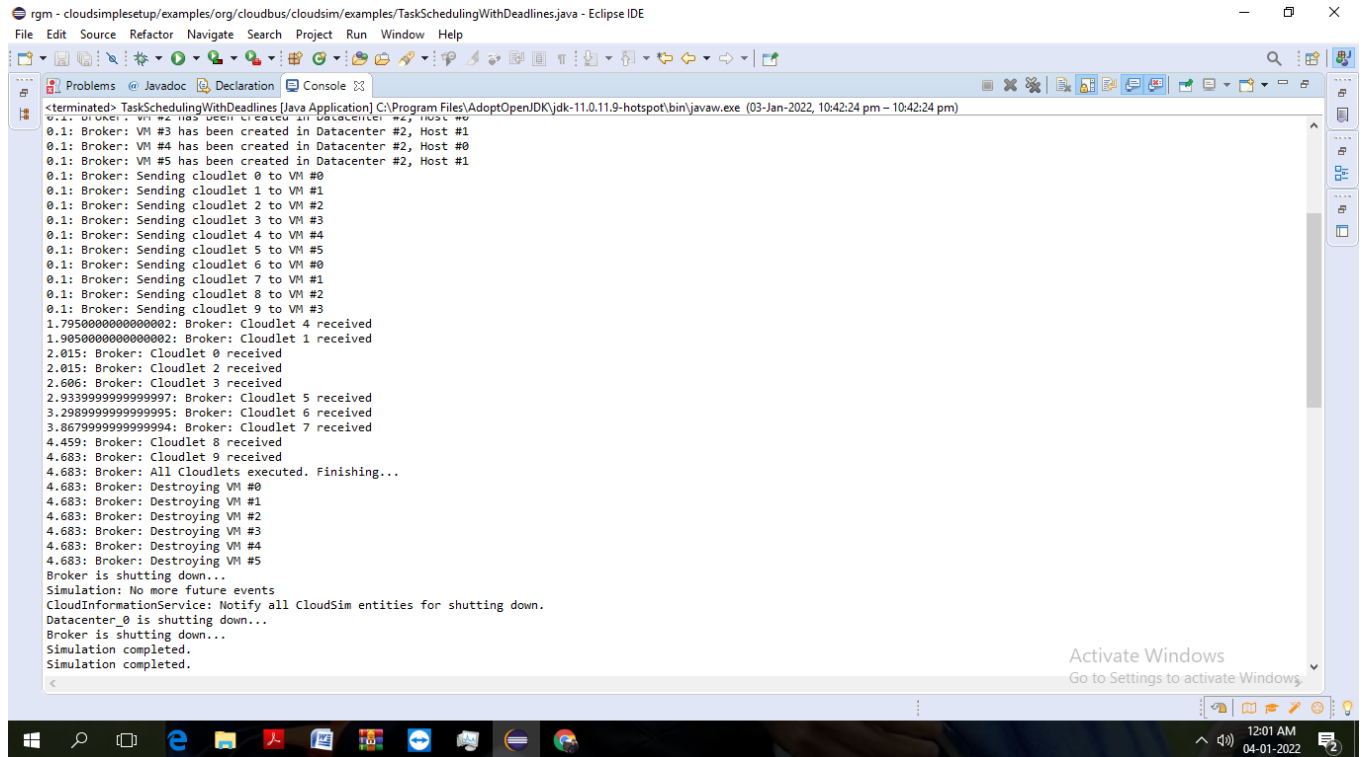 rgm - cloudsimplesetup/examples/org/cloudbus/cloudsim/examples/TaskSchedulingWithDeadlines.java - Eclipse IDE
File Edit Source Refactor Navigate Search Project Run Window Help
Problems @ Javadoc Declaration Console
<terminated> TaskSchedulingWithDeadlines [Java Application] C:\Program Files\AdoptOpenJDK\jdk-11.0.11.9-hotspot\bin\javaw.exe (03-Jan-2022, 10:42:24 pm – 10:42:24 pm)
0.1: Broker: VM #2 has been created in Datacenter #2, Host #0
0.1: Broker: VM #3 has been created in Datacenter #2, Host #1
0.1: Broker: VM #4 has been created in Datacenter #2, Host #0
0.1: Broker: VM #5 has been created in Datacenter #2, Host #1
0.1: Broker: Sending cloudlet 0 to VM #0
0.1: Broker: Sending cloudlet 1 to VM #1
0.1: Broker: Sending cloudlet 2 to VM #2
0.1: Broker: Sending cloudlet 3 to VM #3
0.1: Broker: Sending cloudlet 4 to VM #4
0.1: Broker: Sending cloudlet 5 to VM #5
0.1: Broker: Sending cloudlet 6 to VM #0
0.1: Broker: Sending cloudlet 7 to VM #1
0.1: Broker: Sending cloudlet 8 to VM #2
0.1: Broker: Sending cloudlet 9 to VM #3
1.7950000000000002: Broker: Cloudlet 4 received
1.9050000000000002: Broker: Cloudlet 1 received
2.015: Broker: Cloudlet 0 received
2.015: Broker: Cloudlet 2 received
2.606: Broker: Cloudlet 3 received
2.9339999999999997: Broker: Cloudlet 5 received
3.2989999999999995: Broker: Cloudlet 6 received
3.8679999999999994: Broker: Cloudlet 7 received
4.459: Broker: Cloudlet 8 received
4.683: Broker: Cloudlet 9 received
4.683: Broker: All Cloudlets executed. Finishing...
4.683: Broker: Destroying VM #0
4.683: Broker: Destroying VM #1
4.683: Broker: Destroying VM #2
4.683: Broker: Destroying VM #3
4.683: Broker: Destroying VM #4
4.683: Broker: Destroying VM #5
Broker is shutting down...
Simulation: No more future events
CloudInformationService: Notify all CloudSim entities for shutting down.
Datacenter_0 is shutting down...
Broker is shutting down...
Simulation completed.
Simulation completed.
Activate Windows
Go to Settings to activate Windows.
12:01 AM
04-01-2022
2